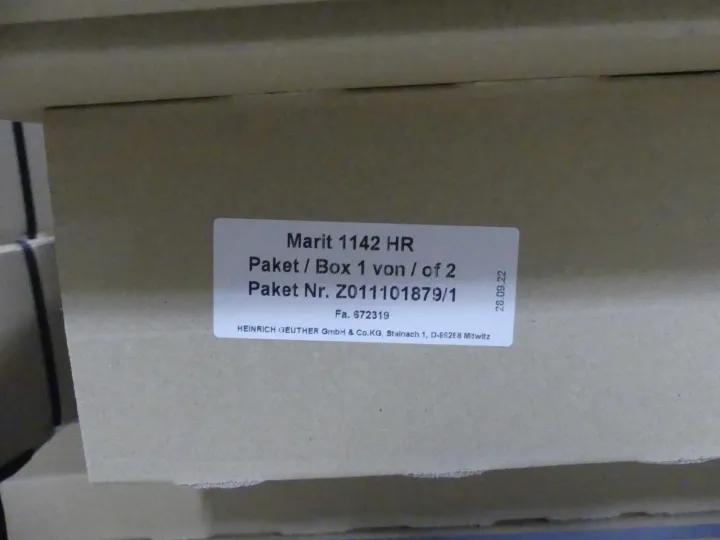 Marit 1142 HR
Paket / Box 1 von / of 2
Paket Nr. Z011101879/1
Fa. 672319
HEINRICH GEUTHER GmbH & Co.KG, Steinach 1, D-96268 Mitwitz
28.09.22